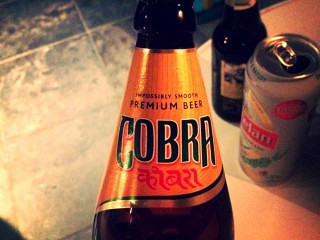 IMPOSSIBLY SMOOTH
PREMIUM BEER
COBRA
कोबरा